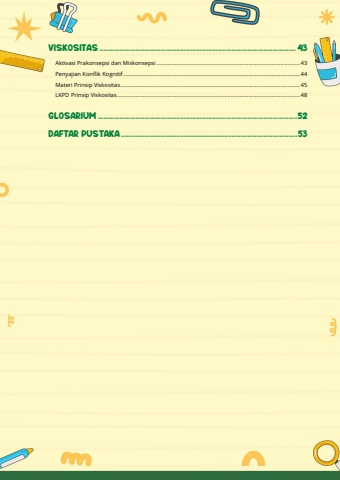 VISKOSITAS 43
Aktivasi Prakonsepsi dan Miskonsepsi 43
Penyajian Konflik Kognitif 44
Materi Prinsip Viskositas 45
LKPD Prinsip Viskositas 48
GLOSARIUM 52
DAFTAR PUSTAKA 53